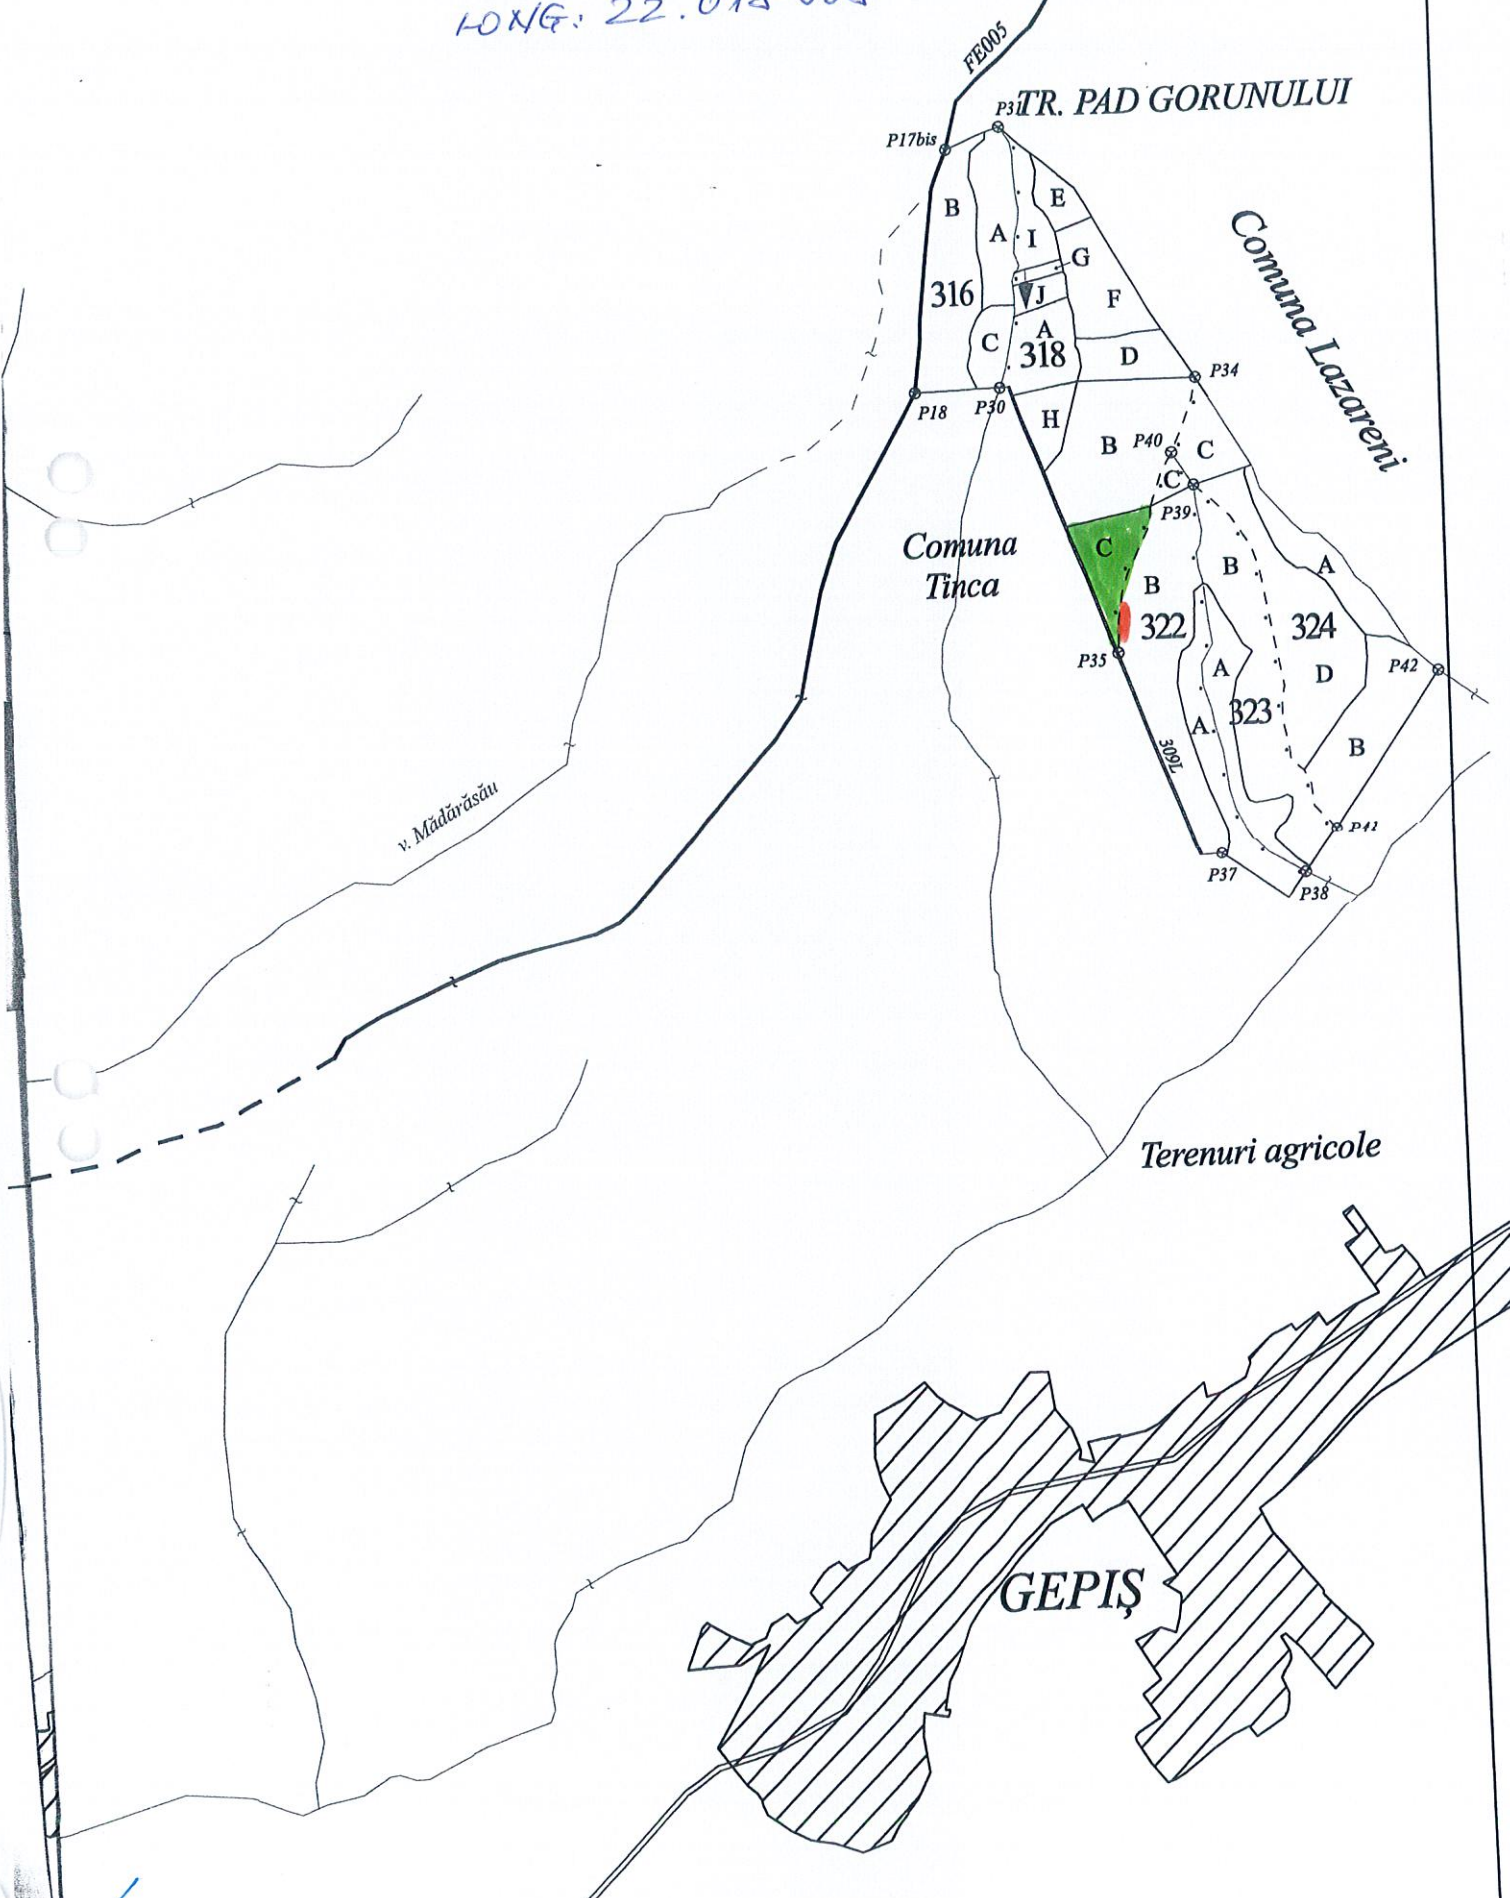 LONG: 22.
FE005
P31
TR. PAD GORUNULUI
P17bis
B
E
A
I
G
316
J
F
C
A
318
D
P34
P18
P30
H
B
P40
C
C
P39
Comuna Lazareni
Comuna
Tinca
C
B
B
A
322
324
P35
A
D
P42
323
A
309L
B
v. Mădărăsău
P41
P37
P38
Terenuri agricole
GEPIȘ